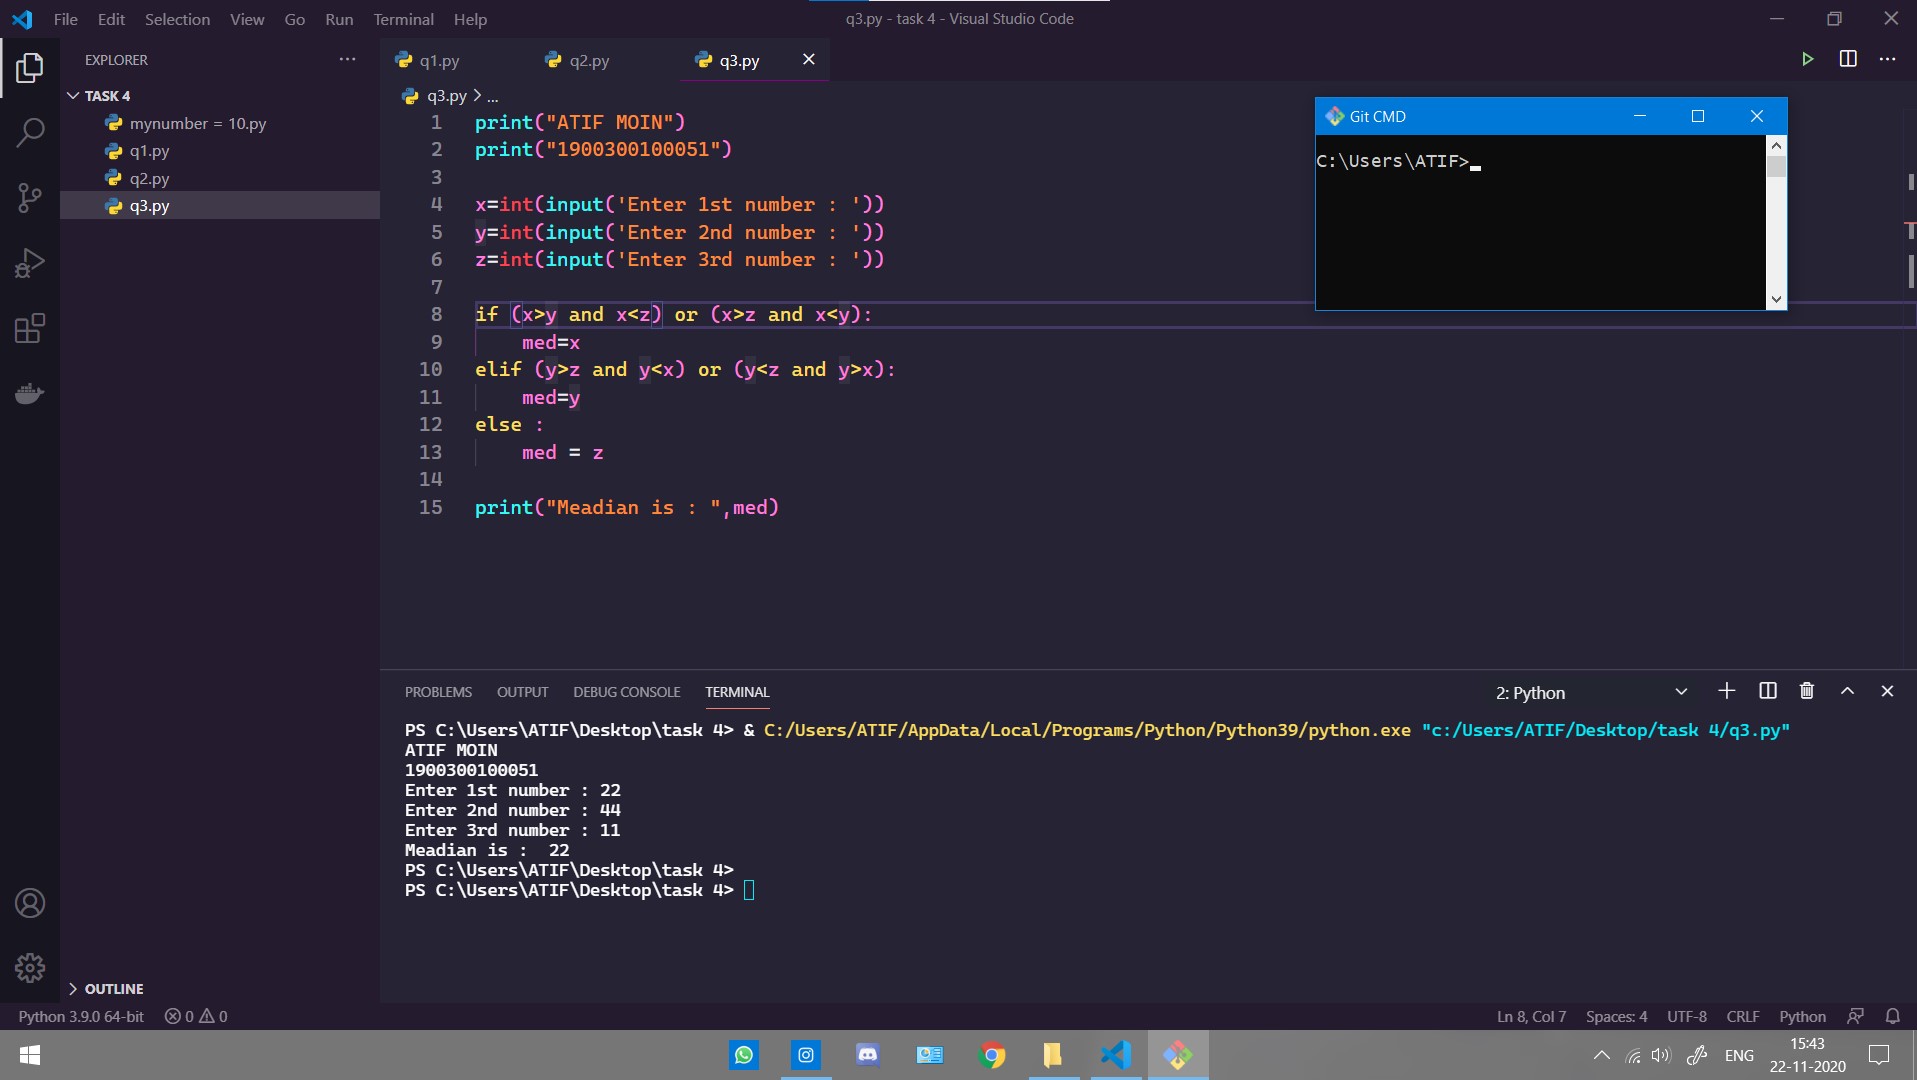 File Edit Selection View Go Run Terminal Help
q3.py - task 4 - Visual Studio Code
EXPLORER
TASK 4
mynumber = 10.py
q1.py
q2.py
q3.py
OUTLINE
q1.py q2.py q3.py
q3.py > ...
1 print("ATIF MOIN")
2 print("1900300100051")
3
4 x=int(input('Enter 1st number : '))
5 y=int(input('Enter 2nd number : '))
6 z=int(input('Enter 3rd number : '))
7
8 if (x>y and x<z) or (x>z and x<y):
9     med=x
10 elif (y>z and y<x) or (y<z and y>x):
11     med=y
12 else :
13     med = z
14
15 print("Meadian is : ",med)
Git CMD
C:\Users\ATIF>
PROBLEMS OUTPUT DEBUG CONSOLE TERMINAL
2: Python
PS C:\Users\ATIF\Desktop\task 4> & C:/Users/ATIF/AppData/Local/Programs/Python/Python39/python.exe "c:/Users/ATIF/Desktop/task 4/q3.py"
ATIF MOIN
1900300100051
Enter 1st number : 22
Enter 2nd number : 44
Enter 3rd number : 11
Meadian is :  22
PS C:\Users\ATIF\Desktop\task 4>
PS C:\Users\ATIF\Desktop\task 4>
Python 3.9.0 64-bit 0 0
Ln 8, Col 7 Spaces: 4 UTF-8 CRLF Python
ENG
15:43
22-11-2020